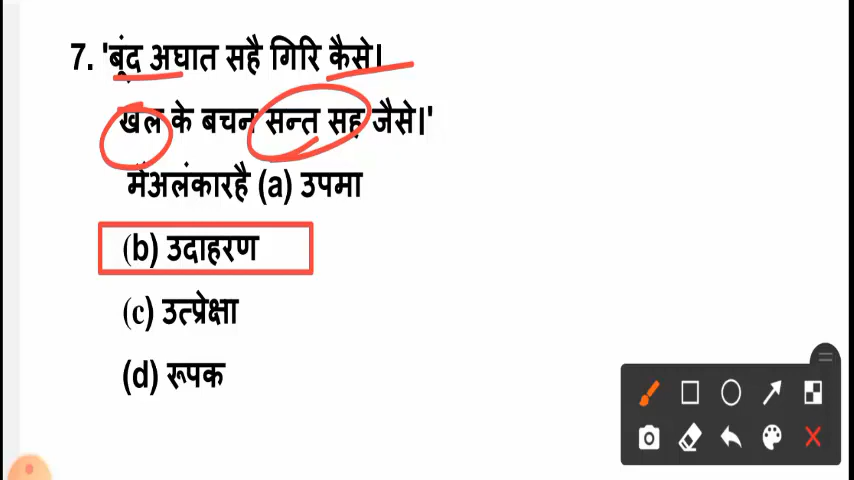 7. 'बूंद अघात सहै गिरि कैसे।
खल के बचन सन्त सह जैसे।'
मेंअलंकारहै (a) उपमा
(b) उदाहरण
(c) उत्प्रेक्षा
(d) रूपक